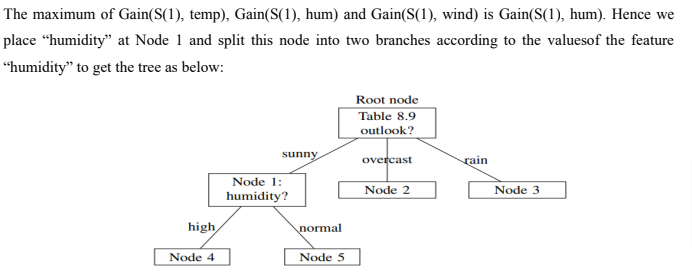 The maximum of Gain(S(1), temp), Gain(S(1), hum) and Gain(S(1), wind) is Gain(S(1), hum). Hence we
place “humidity” at Node 1 and split this node into two branches according to the valuesof the feature
“humidity” to get the tree as below:
Root node
Table 8.9
outlook?
sunny
overcast
rain
Node 1:
humidity?
Node 2
Node 3
high
normal
Node 4
Node 5